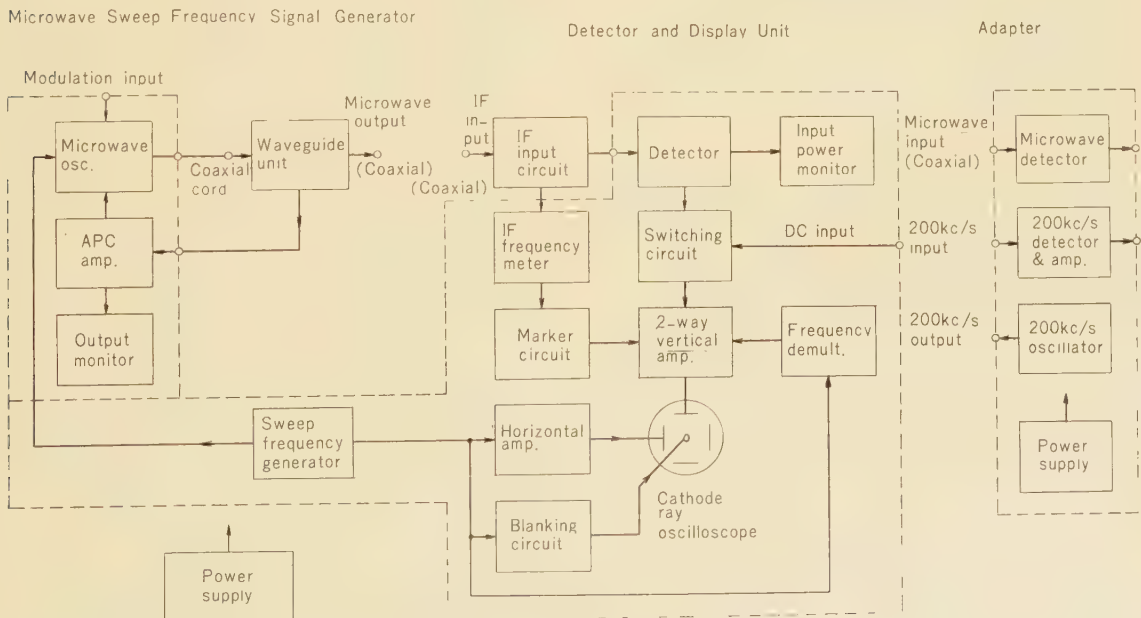 Microwave Sweep Frequency Signal Generator
Detector and Display Unit
Adapter
Modulation input
Microwave
osc.
Coaxial
cord
Waveguide
unit
Microwave
output
(Coaxial)
APC
amp.
Output
monitor
IF
in-
put
(Coaxial)
IF
input
circuit
Detector
Input
power
monitor
IF
frequency
meter
Switching
circuit
DC input
Marker
circuit
2-way
vertical
amp.
Frequency
demult.
Sweep
frequency
generator
Horizontal
amp.
Blanking
circuit
Cathode
ray
oscilloscope
Power
supply
Microwave
input
(Coaxial)
Microwave
detector
200kc/s
input
200kc/s
detector
& amp.
200kc/s
output
200kc/s
oscillator
Power
supply